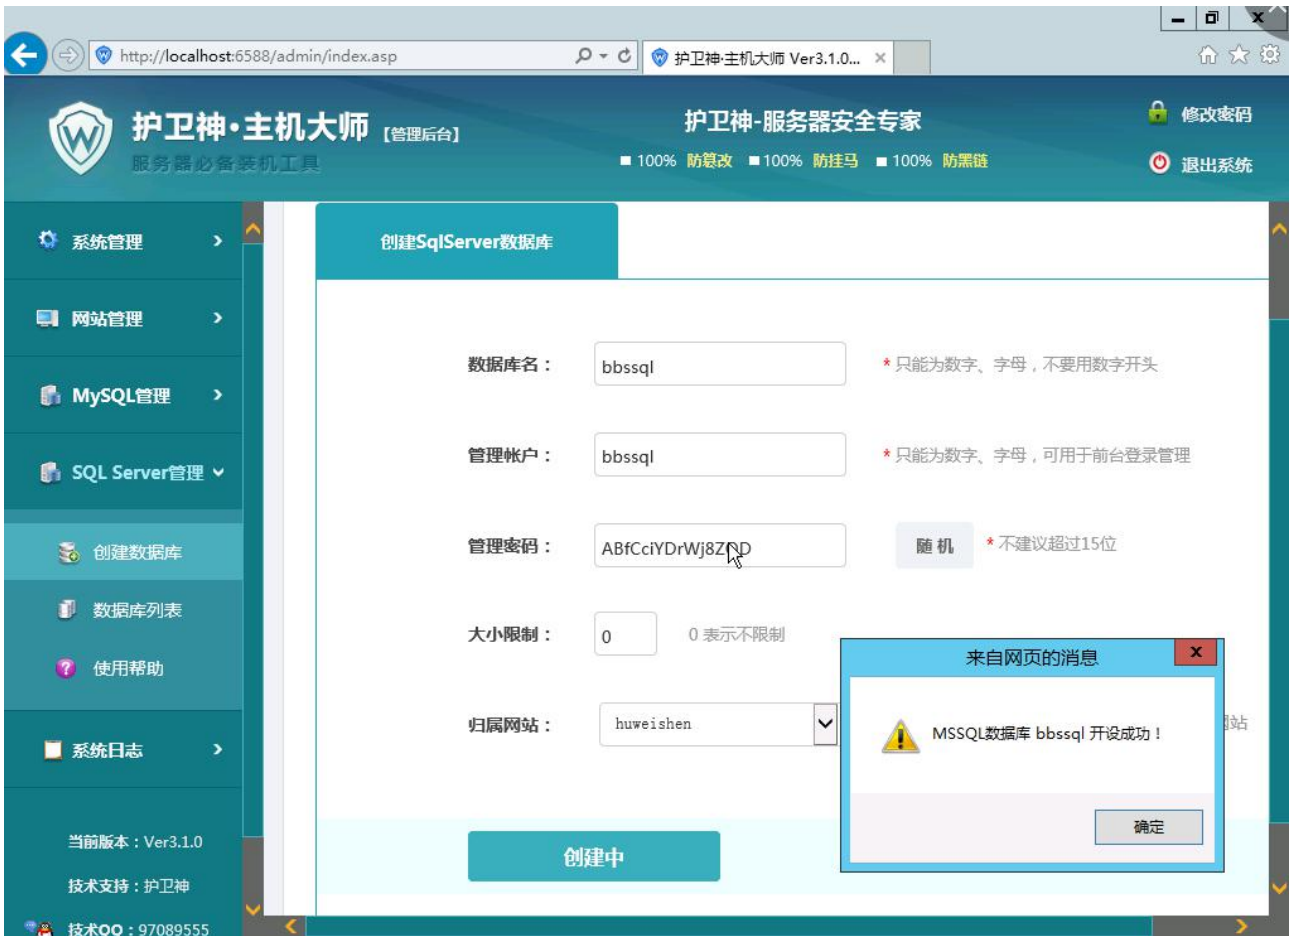 http://localhost:6588/admin/index.asp
护卫神·主机大师 Ver3.1.0...
护卫神·主机大师 [管理后台]
服务器必备装机工具
护卫神-服务器安全专家
100% 防篡改 100% 防挂马 100% 防黑链
修改密码
退出系统
系统管理
网站管理
MySQL管理
SQL Server管理
创建数据库
数据库列表
使用帮助
系统日志
当前版本：Ver3.1.0
技术支持：护卫神
技术QQ：97089555
创建SqlServer数据库
数据库名： bbssql * 只能为数字、字母，不要用数字开头
管理帐户： bbssql * 只能为数字、字母，可用于前台登录管理
管理密码： 随机 * 不建议超过15位
大小限制： 0 0 表示不限制
归属网站： huweishen 站
创建中
来自网页的消息
MSSQL数据库 bbssql 开设成功！
确定